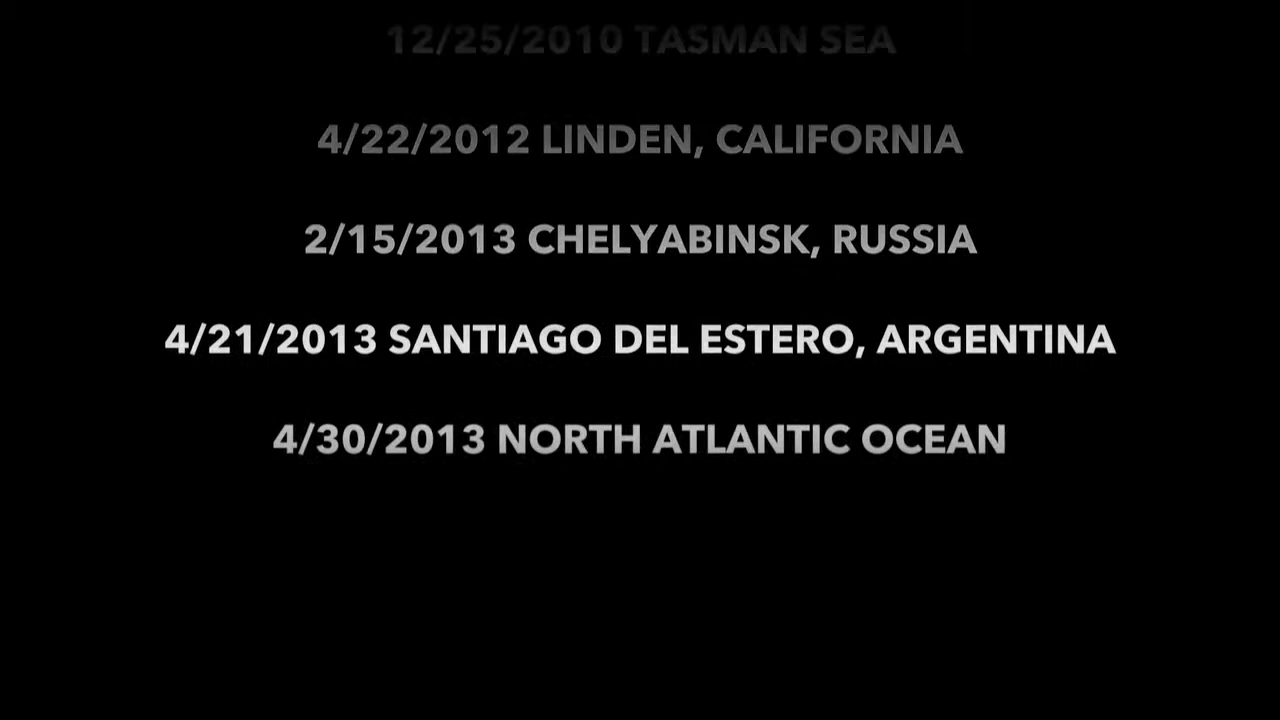 12/25/2010 TASMAN SEA
4/22/2012 LINDEN, CALIFORNIA
2/15/2013 CHELYABINSK, RUSSIA
4/21/2013 SANTIAGO DEL ESTERO, ARGENTINA
4/30/2013 NORTH ATLANTIC OCEAN